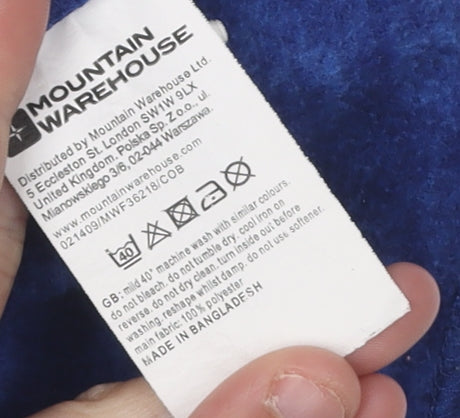 MOUNTAIN
WAREHOUSE
Distributed by Mountain Warehouse Ltd.
5 Eccleston St. London SW1W 9LX
United Kingdom. Polska Sp. Z o.o., ul.
Mianowskiego 3/6, 02-044 Warszawa.
www.mountainwarehouse.com
021409/MWF36218/COB
40
GB: mild 40° machine wash with similar colours.
do not bleach. do not tumble dry. cool iron on
reverse. do not dry clean. turn inside out before
washing. reshape whilst damp. do not use softener.
main fabric: 100% polyester
MADE IN BANGLADESH